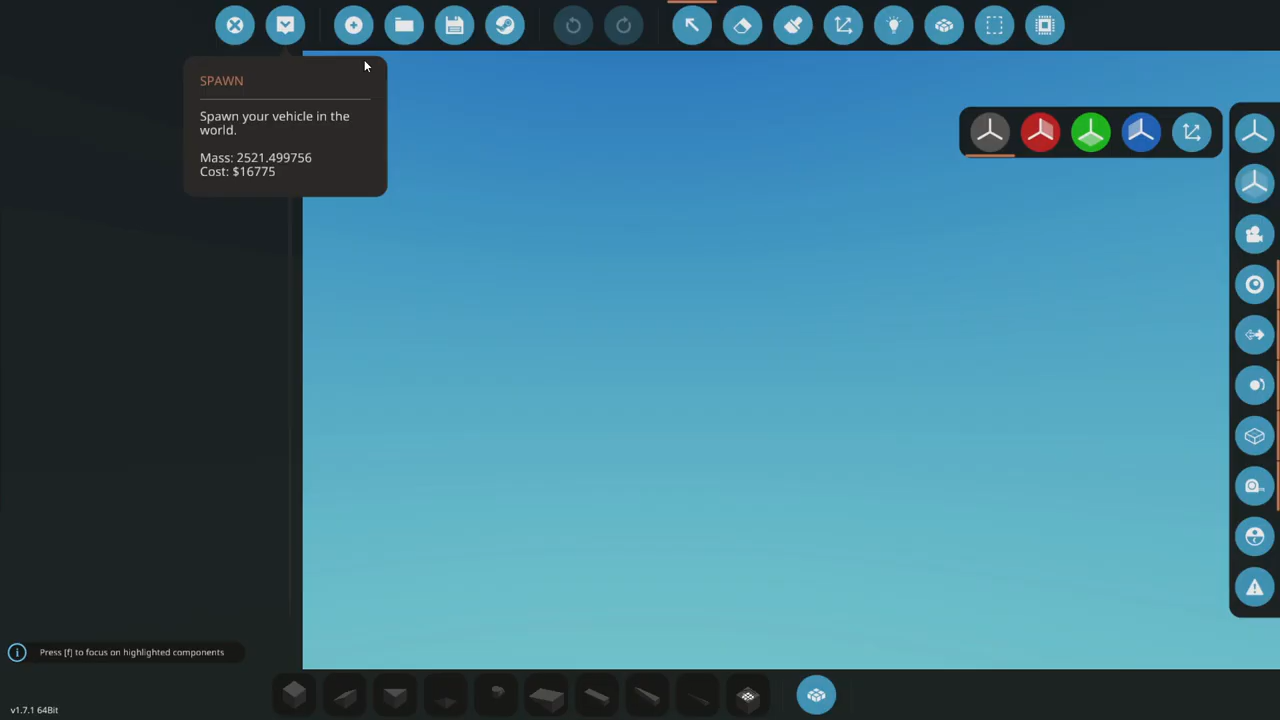 SPAWN
Spawn your vehicle in the
world.
Mass: 2521.499756
Cost: $16775
Press [f] to focus on highlighted components
v1.7.1 64Bit